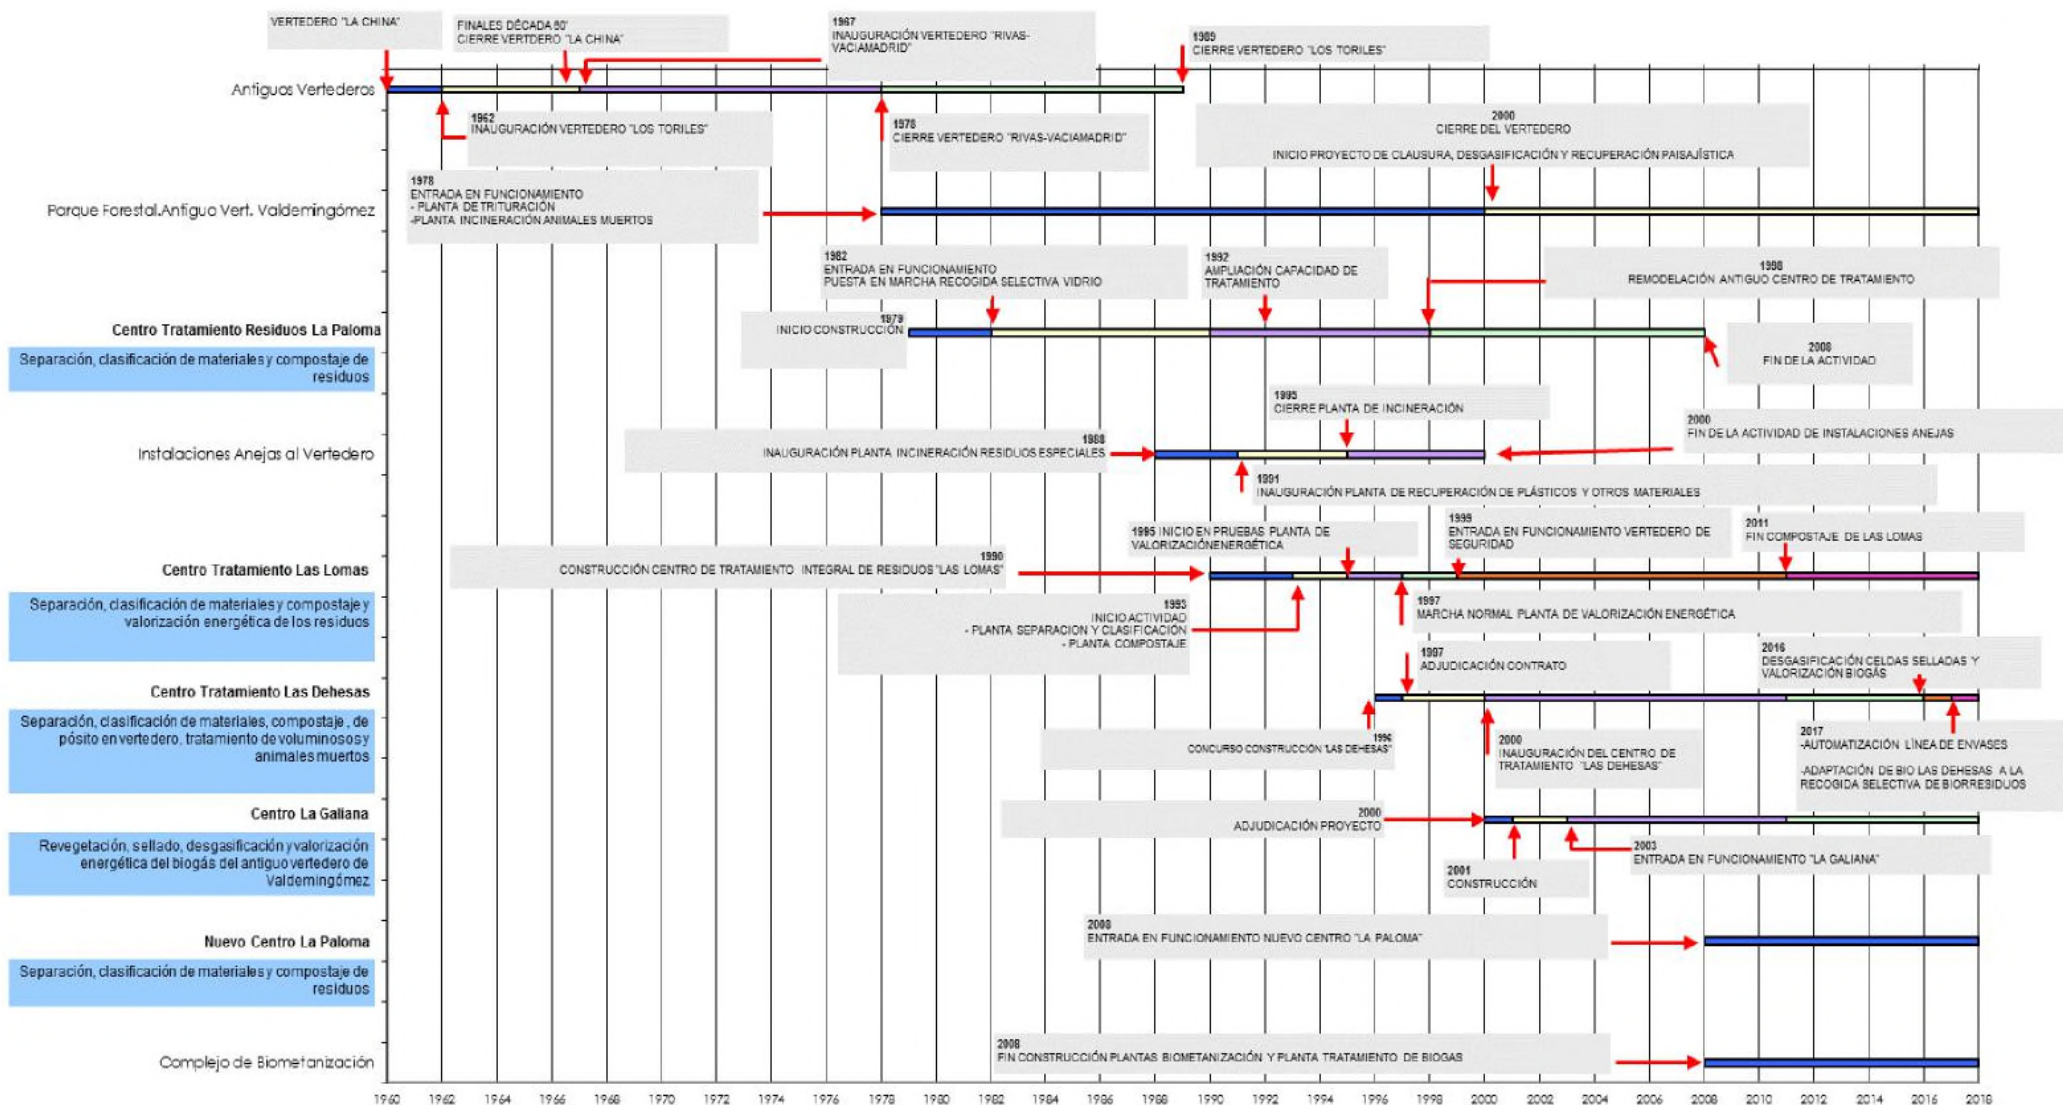 VERTEDERO "LA CHINA"
FINALES DÉCADA 60'
CIERRE VERTDERO "LA CHINA"
1967
INAUGURACIÓN VERTEDERO "RIVAS-
VACIAMADRID"
1989
CIERRE VERTEDERO "LOS TORILES"
Antiguos Vertederos
1962
INAUGURACIÓN VERTEDERO "LOS TORILES"
1978
CIERRE VERTEDERO "RIVAS-VACIAMADRID"
2000
CIERRE DEL VERTEDERO
INICIO PROYECTO DE CLAUSURA, DESGASIFICACIÓN Y RECUPERACIÓN PAISAJÍSTICA
1978
ENTRADA EN FUNCIONAMIENTO
- PLANTA DE TRITURACIÓN
-PLANTA INCINERACIÓN ANIMALES MUERTOS
Parque Forestal.Antiguo Vert. Valdemingómez
1982
ENTRADA EN FUNCIONAMIENTO
PUESTA EN MARCHA RECOGIDA SELECTIVA VIDRIO
1992
AMPLIACIÓN CAPACIDAD DE
TRATAMIENTO
1998
REMODELACIÓN ANTIGUO CENTRO DE TRATAMIENTO
1979
INICIO CONSTRUCCIÓN
Centro Tratamiento Residuos La Paloma
Separación, clasificación de materiales y compostaje de
residuos
2008
FIN DE LA ACTIVIDAD
1995
CIERRE PLANTA DE INCINERACIÓN
2000
FIN DE LA ACTIVIDAD DE INSTALACIONES ANEJAS
1988
INAUGURACIÓN PLANTA INCINERACIÓN RESIDUOS ESPECIALES
Instalaciones Anejas al Vertedero
1991
INAUGURACIÓN PLANTA DE RECUPERACIÓN DE PLÁSTICOS Y OTROS MATERIALES
1995 INICIO EN PRUEBAS PLANTA DE
VALORIZACIÓNENERGÉTICA
1999
ENTRADA EN FUNCIONAMIENTO VERTEDERO DE
SEGURIDAD
2011
FIN COMPOSTAJE DE LAS LOMAS
1990
CONSTRUCCIÓN CENTRO DE TRATAMIENTO INTEGRAL DE RESIDUOS "LAS LOMAS"
Centro Tratamiento Las Lomas
Separación, clasificación de materiales y compostaje y
valorización energética de los residuos
1993
INICIO ACTIVIDAD
- PLANTA SEPARACION Y CLASIFICACIÓN
- PLANTA COMPOSTAJE
1997
MARCHA NORMAL PLANTA DE VALORIZACIÓN ENERGÉTICA
1997
ADJUDICACIÓN CONTRATO
2016
DESGASIFICACIÓN CELDAS SELLADAS Y
VALORIZACIÓN BIOGÁS
Centro Tratamiento Las Dehesas
Separación, clasificación de materiales, compostaje , de
pósito en vertedero, tratamiento de voluminosos y
animales muertos
1996
CONCURSO CONSTRUCCIÓN "LAS DEHESAS"
2000
INAUGURACIÓN DEL CENTRO DE
TRATAMIENTO "LAS DEHESAS"
2017
-AUTOMATIZACIÓN LÍNEA DE ENVASES
-ADAPTACIÓN DE BIO LAS DEHESAS A LA
RECOGIDA SELECTIVA DE BIORRESIDUOS
Centro La Galiana
2000
ADJUDICACIÓN PROYECTO
Revegetación, sellado, desgasificación y valorización
energética del biogás del antiguo vertedero de
Valdemingómez
2001
CONSTRUCCIÓN
2003
ENTRADA EN FUNCIONAMIENTO "LA GALIANA"
2008
ENTRADA EN FUNCIONAMIENTO NUEVO CENTRO "LA PALOMA"
Nuevo Centro La Paloma
Separación, clasificación de materiales y compostaje de
residuos
2008
FIN CONSTRUCCIÓN PLANTAS BIOMETANIZACIÓN Y PLANTA TRATAMIENTO DE BIOGAS
Complejo de Biometanización
1960 1962 1964 1966 1968 1970 1972 1974 1976 1978 1980 1982 1984 1986 1988 1990 1992 1994 1996 1998 2000 2002 2004 2006 2008 2010 2012 2014 2016 2018